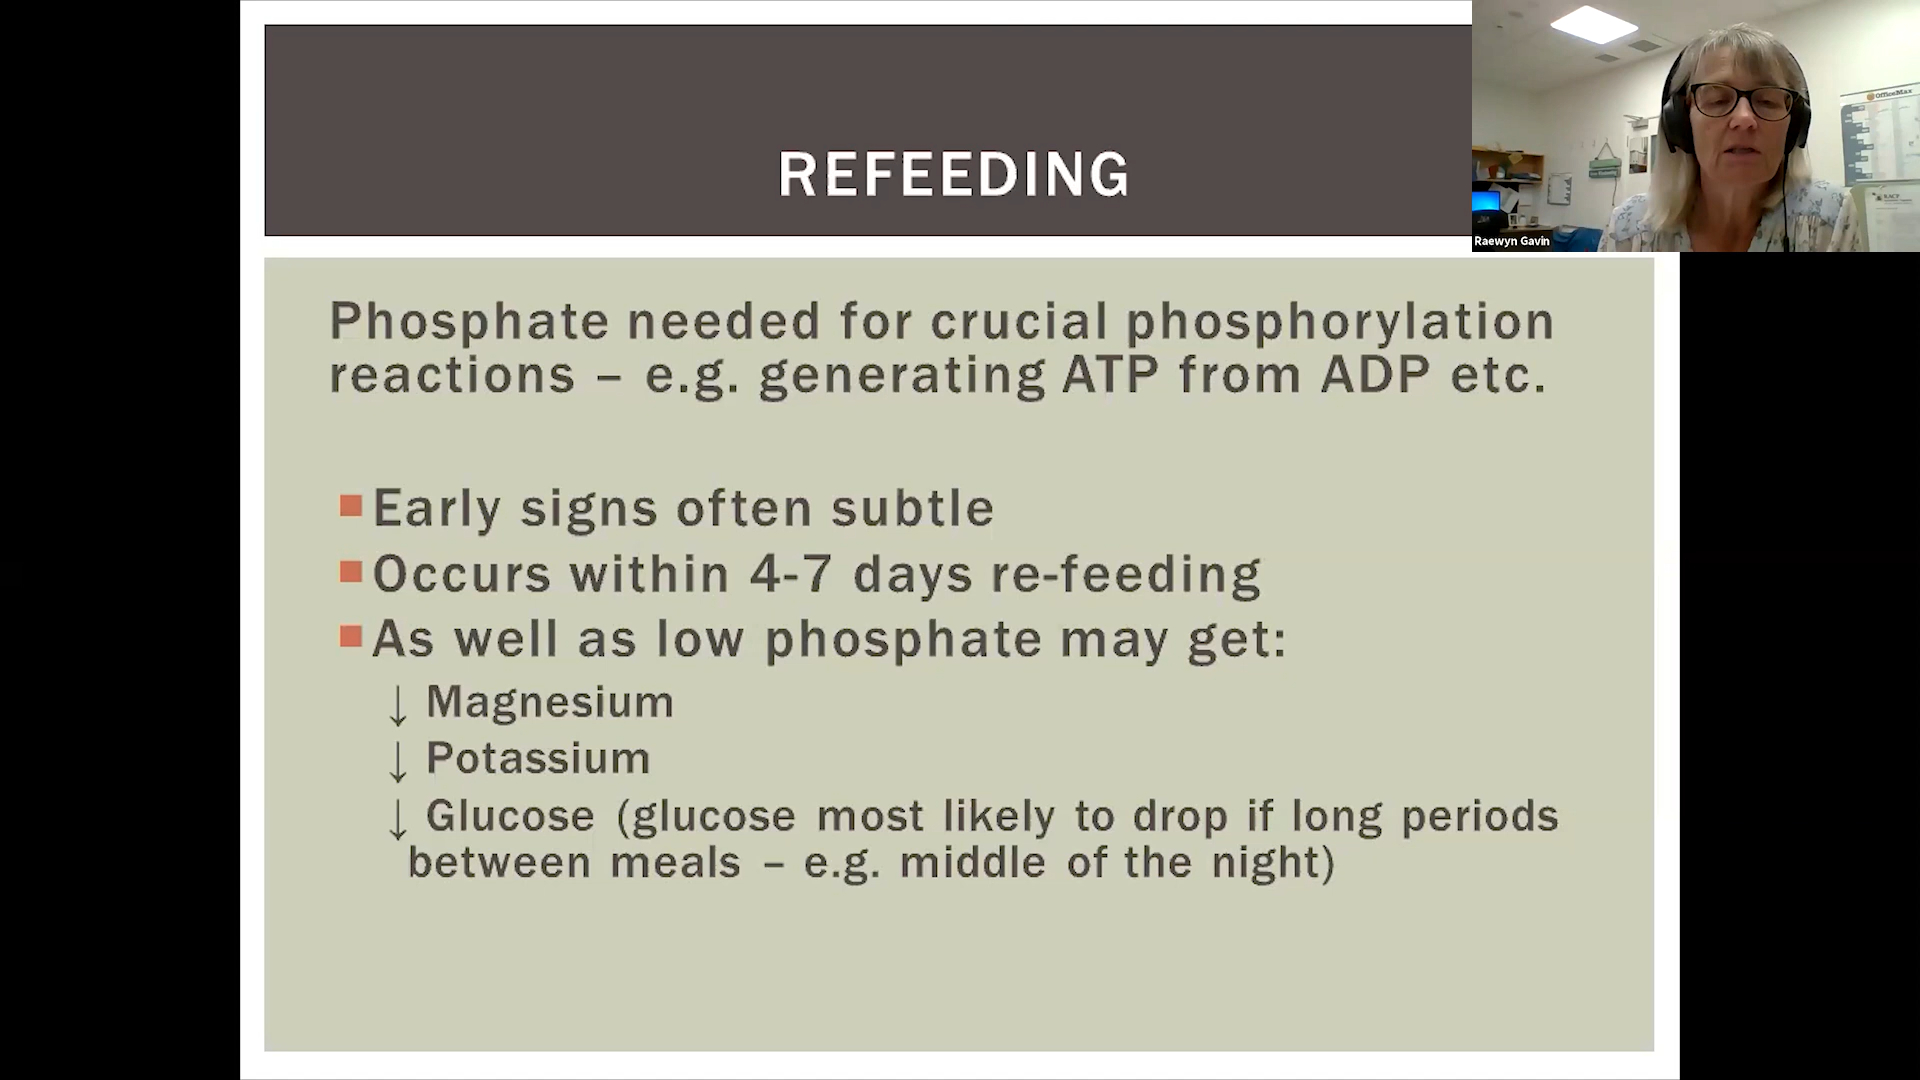 REFEEDING
OfficeMax
RACP
Raewyn Gavin
Phosphate needed for crucial phosphorylation
reactions – e.g. generating ATP from ADP etc.
Early signs often subtle
Occurs within 4-7 days re-feeding
As well as low phosphate may get:
↓ Magnesium
↓ Potassium
↓ Glucose (glucose most likely to drop if long periods
between meals – e.g. middle of the night)